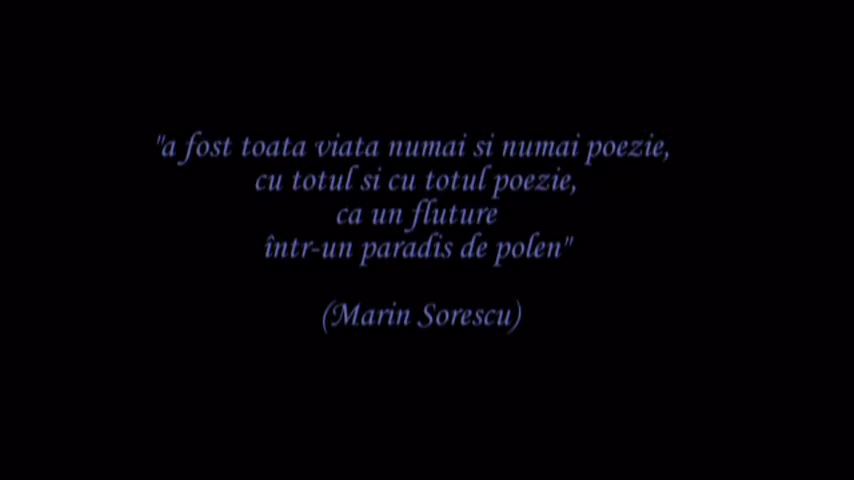 "a fost toata viata numai si numai poezie,
cu totul si cu totul poezie,
ca un fluture
într-un paradis de polen"
(Marin Sorescu)